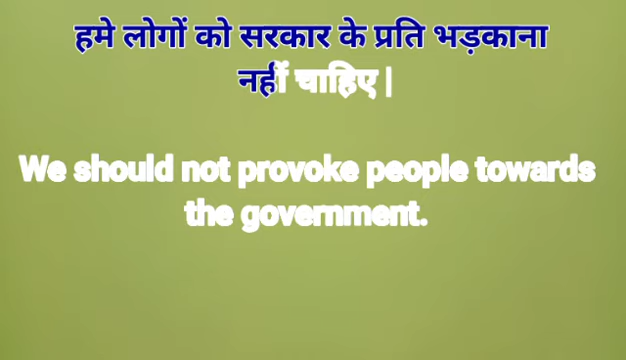 हमे लोगों को सरकार के प्रति भड़काना
नहीं चाहिए |
We should not provoke people towards
the government.